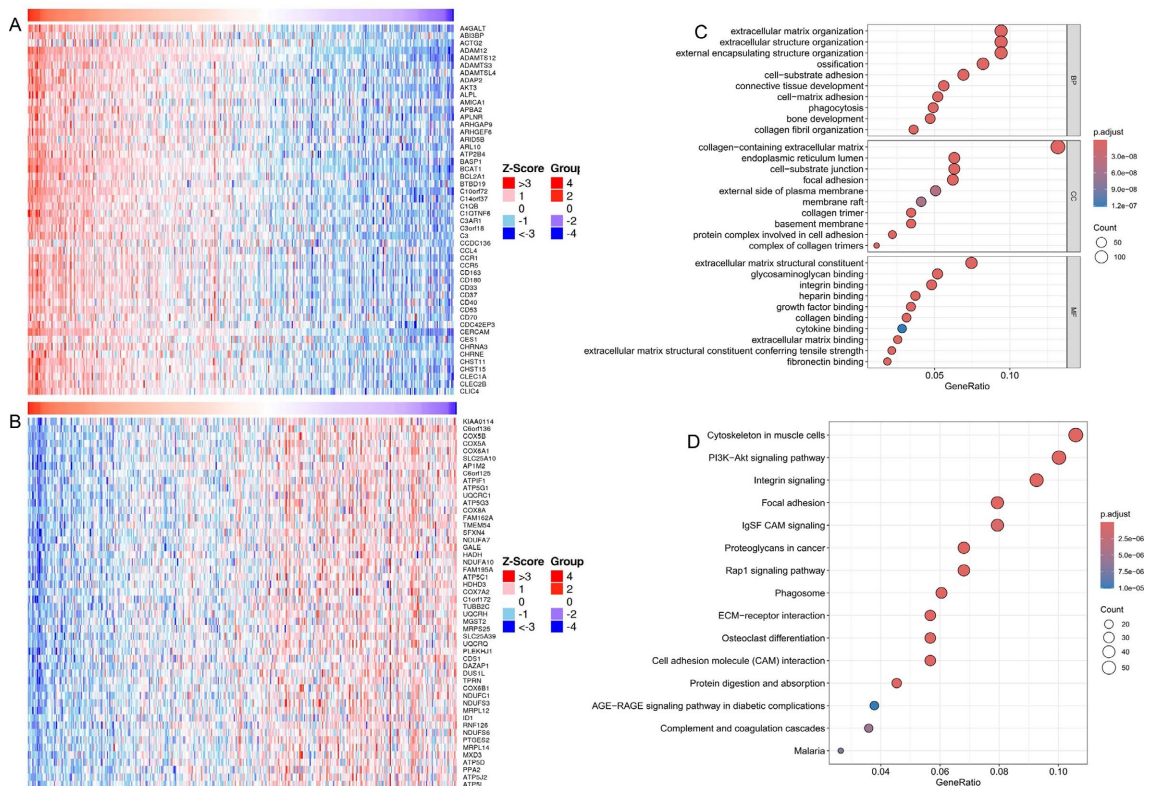 A
A4GALT
ABI3BP
ACTG2
ADAM12
ADAMTS12
ADAMTS3
ADAMTSL4
ADAP2
AKT3
ALPL
AMICA1
APBA2
APLNR
ARHGAP9
ARHGEF6
ARID5B
ARL10
ATP2B4
BASP1
BCAT1
BCL2A1
BTBD19
C10orf72
C14orf37
C1QB
C1QTNF6
C3AR1
C3orf18
C3
CCDC136
CCL4
CCR1
CCR5
CD163
CD180
CD33
CD37
CD40
CD53
CD70
CDC42EP3
CERCAM
CES1
CHRNA3
CHRNE
CHST11
CHST15
CLEC1A
CLEC2B
CLIC4
Z-Score Group
>3 4
1 2
0 0
-1 -2
<-3 -4
B
KIAA0114
C6orf136
COX5B
COX5A
COX6A1
SLC25A10
AP1M2
C6orf125
ATPIF1
ATP5G1
UQCRC1
ATP5G3
COX8A
FAM162A
TMEM54
SFXN4
NDUFA7
GALE
HADH
NDUFA10
FAM195A
ATP5C1
HDHD3
COX7A2
C1orf172
TUBB2C
UQCRH
MGST2
MRPS25
SLC25A39
UQCRQ
PLEKHJ1
CDS1
DAZAP1
DUS1L
TPRN
COX6B1
NDUFC1
NDUFS3
MRPL12
ID1
RNF126
NDUFS6
PTGES2
MRPL14
MXD3
ATP5D
PPA2
ATP5J2
ATP5L
Z-Score Group
>3 4
1 2
0 0
-1 -2
<-3 -4
C
extracellular matrix organization
extracellular structure organization
external encapsulating structure organization
ossification
cell-substrate adhesion
connective tissue development
cell-matrix adhesion
phagocytosis
bone development
collagen fibril organization
BP
collagen-containing extracellular matrix
endoplasmic reticulum lumen
cell-substrate junction
focal adhesion
external side of plasma membrane
membrane raft
collagen trimer
basement membrane
protein complex involved in cell adhesion
complex of collagen trimers
CC
extracellular matrix structural constituent
glycosaminoglycan binding
integrin binding
heparin binding
growth factor binding
collagen binding
cytokine binding
extracellular matrix binding
extracellular matrix structural constituent conferring tensile strength
fibronectin binding
MF
0.05 0.10
GeneRatio
p.adjust
3.0e-08
6.0e-08
9.0e-08
1.2e-07
Count
50
100
D
Cytoskeleton in muscle cells
PI3K-Akt signaling pathway
Integrin signaling
Focal adhesion
IgSF CAM signaling
Proteoglycans in cancer
Rap1 signaling pathway
Phagosome
ECM-receptor interaction
Osteoclast differentiation
Cell adhesion molecule (CAM) interaction
Protein digestion and absorption
AGE-RAGE signaling pathway in diabetic complications
Complement and coagulation cascades
Malaria
0.04 0.06 0.08 0.10
GeneRatio
p.adjust
2.5e-06
5.0e-06
7.5e-06
1.0e-05
Count
20
30
40
50